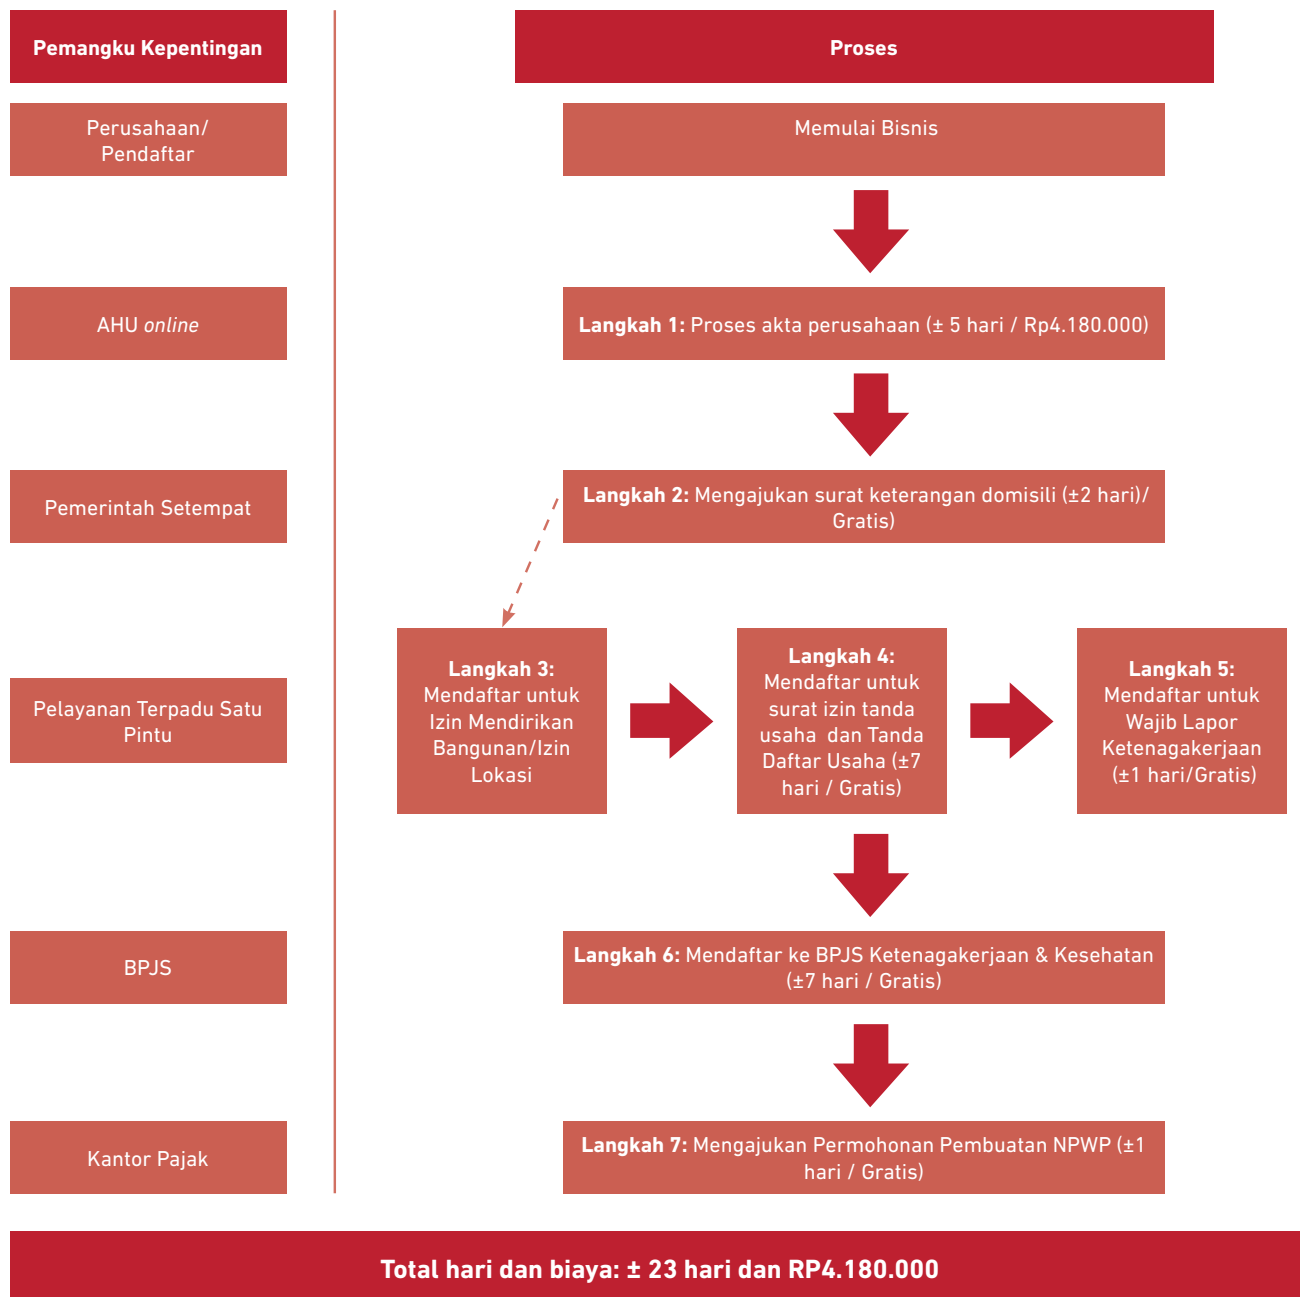 Pemangku Kepentingan
Proses
Perusahaan/
Pendaftar
Memulai Bisnis
AHU online
Langkah 1: Proses akta perusahaan (± 5 hari / Rp4.180.000)
Pemerintah Setempat
Langkah 2: Mengajukan surat keterangan domisili (±2 hari)/
Gratis)
Pelayanan Terpadu Satu
Pintu
Langkah 3:
Mendaftar untuk
Izin Mendirikan
Bangunan/Izin
Lokasi
Langkah 4:
Mendaftar untuk
surat izin tanda
usaha  dan Tanda
Daftar Usaha (±7
hari / Gratis)
Langkah 5:
Mendaftar untuk
Wajib Lapor
Ketenagakerjaan
(±1 hari/Gratis)
BPJS
Langkah 6: Mendaftar ke BPJS Ketenagakerjaan & Kesehatan
(±7 hari / Gratis)
Kantor Pajak
Langkah 7: Mengajukan Permohonan Pembuatan NPWP (±1
hari / Gratis)
Total hari dan biaya: ± 23 hari dan RP4.180.000